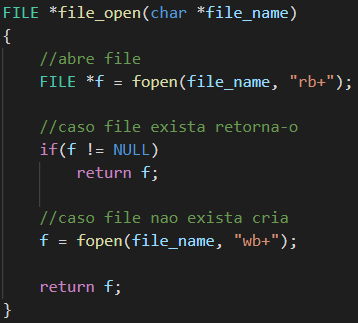 FILE *file_open(char *file_name)
{
    //abre file
    FILE *f = fopen(file_name, "rb+");
    //caso file exista retorna-o
    if(f != NULL)
        return f;
    //caso file nao exista cria
    f = fopen(file_name, "wb+");
    return f;
}